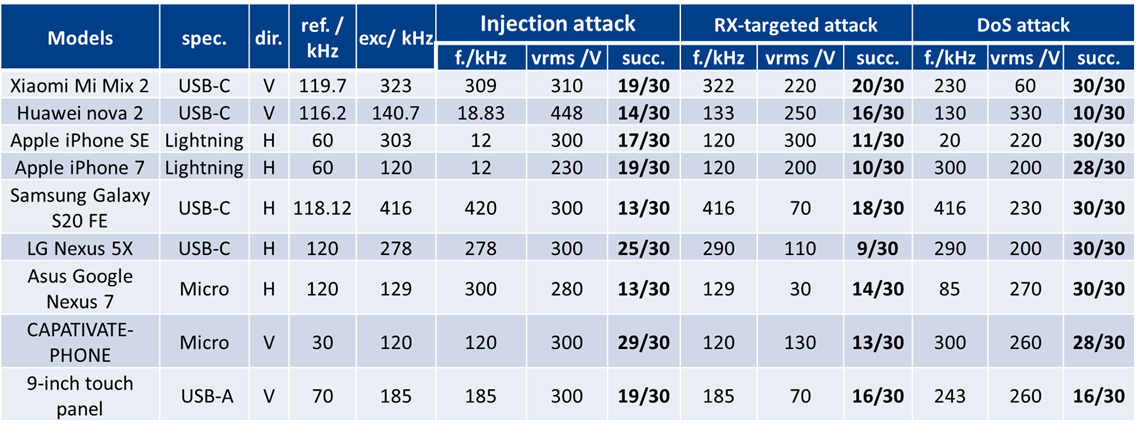 Models spec. dir. ref. / kHz exc/ kHz Injection attack RX-targeted attack DoS attack
f./kHz vrms /V succ. f./kHz vrms /V succ. f./kHz vrms /V succ.
Xiaomi Mi Mix 2 USB-C V 119.7 323 309 310 19/30 322 220 20/30 230 60 30/30
Huawei nova 2 USB-C V 116.2 140.7 18.83 448 14/30 133 250 16/30 130 330 10/30
Apple iPhone SE Lightning H 60 303 12 300 17/30 120 300 11/30 20 220 30/30
Apple iPhone 7 Lightning H 60 120 12 230 19/30 120 200 10/30 300 200 28/30
Samsung Galaxy S20 FE USB-C H 118.12 416 420 300 13/30 416 70 18/30 416 230 30/30
LG Nexus 5X USB-C H 120 278 278 300 25/30 290 110 9/30 290 200 30/30
Asus Google Nexus 7 Micro H 120 129 300 280 13/30 129 30 14/30 85 270 30/30
CAPATIVATE-PHONE Micro V 30 120 120 300 29/30 120 130 13/30 300 260 28/30
9-inch touch panel USB-A V 70 185 185 300 19/30 185 70 16/30 243 260 16/30